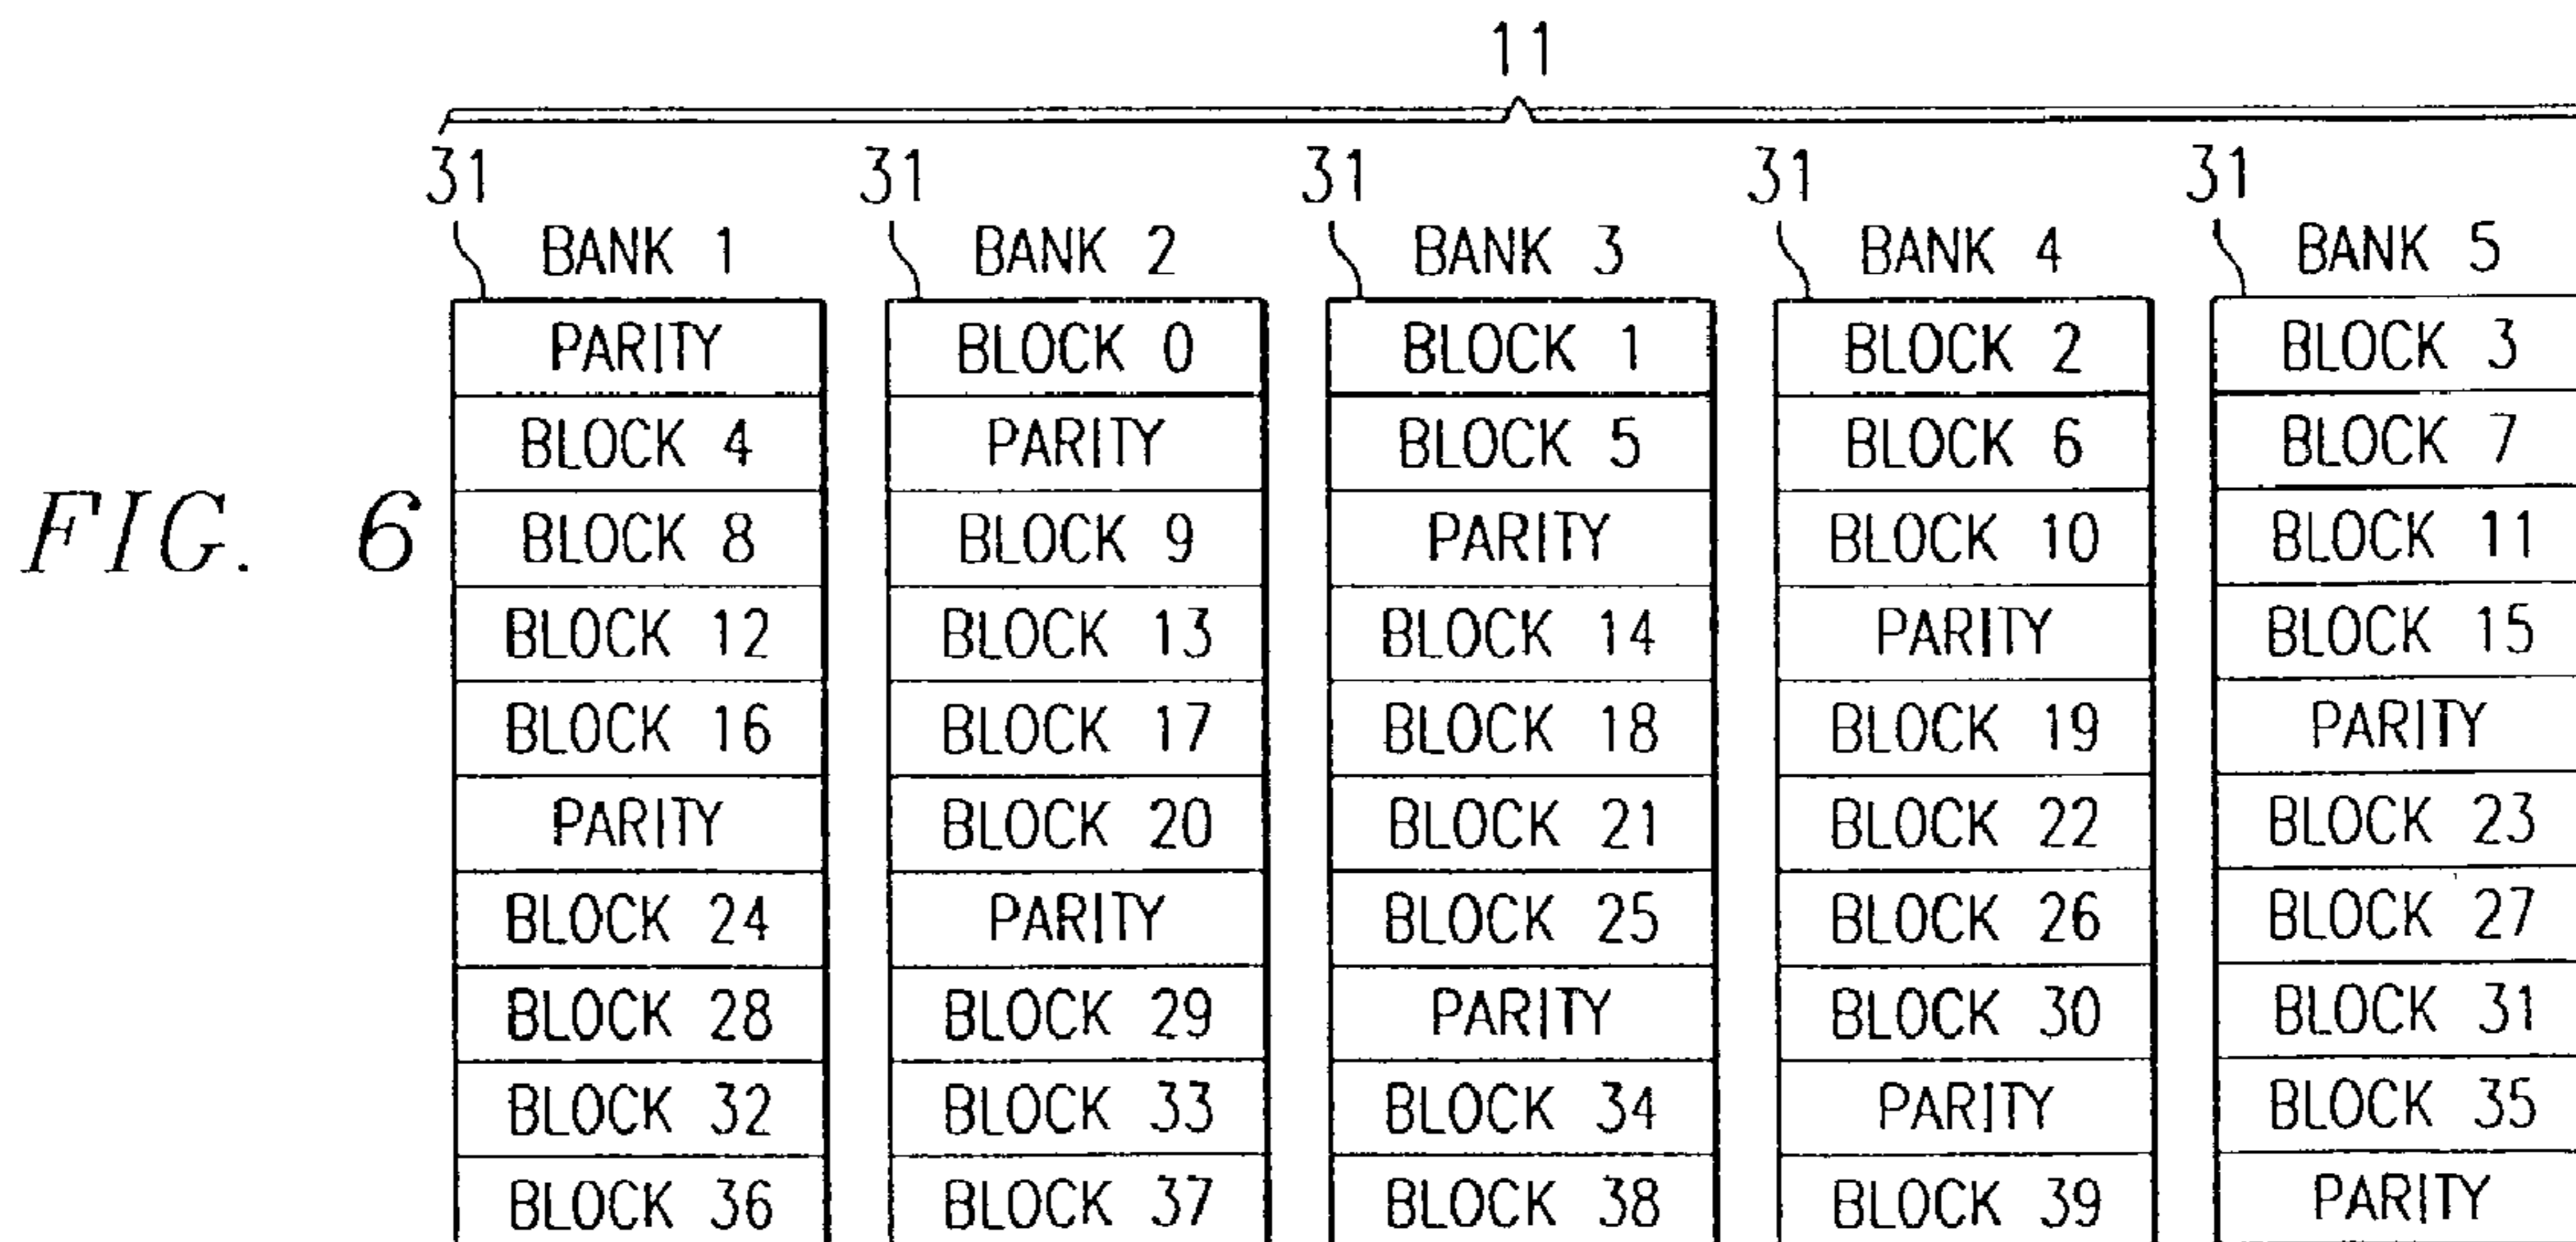 11
31 31 31 31 31
BANK 1 BANK 2 BANK 3 BANK 4 BANK 5
PARITY BLOCK 0 BLOCK 1 BLOCK 2 BLOCK 3
BLOCK 4 PARITY BLOCK 5 BLOCK 6 BLOCK 7
FIG. 6 BLOCK 8 BLOCK 9 PARITY BLOCK 10 BLOCK 11
BLOCK 12 BLOCK 13 BLOCK 14 PARITY BLOCK 15
BLOCK 16 BLOCK 17 BLOCK 18 BLOCK 19 PARITY
PARITY BLOCK 20 BLOCK 21 BLOCK 22 BLOCK 23
BLOCK 24 PARITY BLOCK 25 BLOCK 26 BLOCK 27
BLOCK 28 BLOCK 29 PARITY BLOCK 30 BLOCK 31
BLOCK 32 BLOCK 33 BLOCK 34 PARITY BLOCK 35
BLOCK 36 BLOCK 37 BLOCK 38 BLOCK 39 PARITY